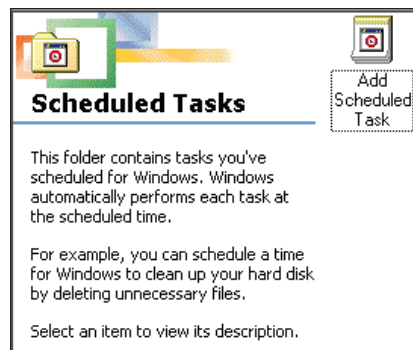 Scheduled Tasks
This folder contains tasks you've
scheduled for Windows. Windows
automatically performs each task at
the scheduled time.
For example, you can schedule a time
for Windows to clean up your hard disk
by deleting unnecessary files.
Select an item to view its description.
Add
Scheduled
Task